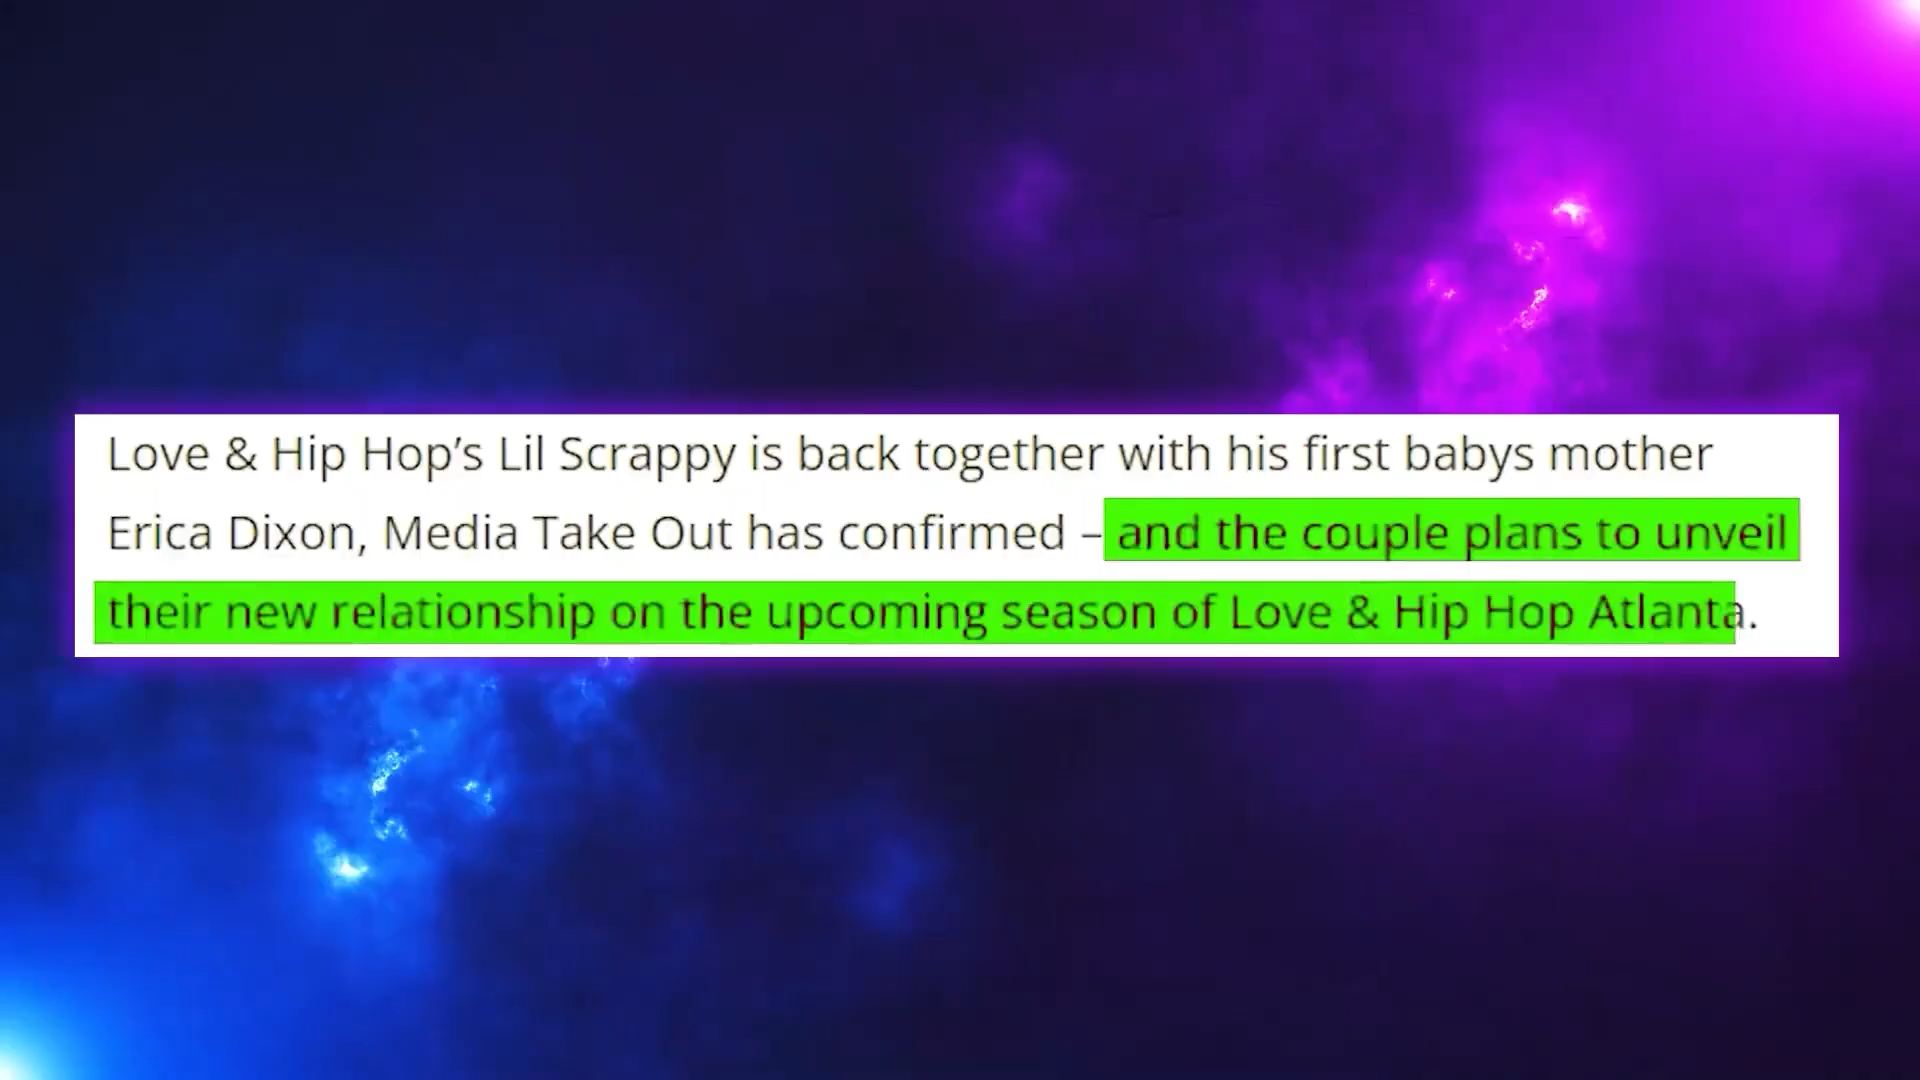 Love & Hip Hop’s Lil Scrappy is back together with his first babys mother
Erica Dixon, Media Take Out has confirmed – and the couple plans to unveil
their new relationship on the upcoming season of Love & Hip Hop Atlanta.